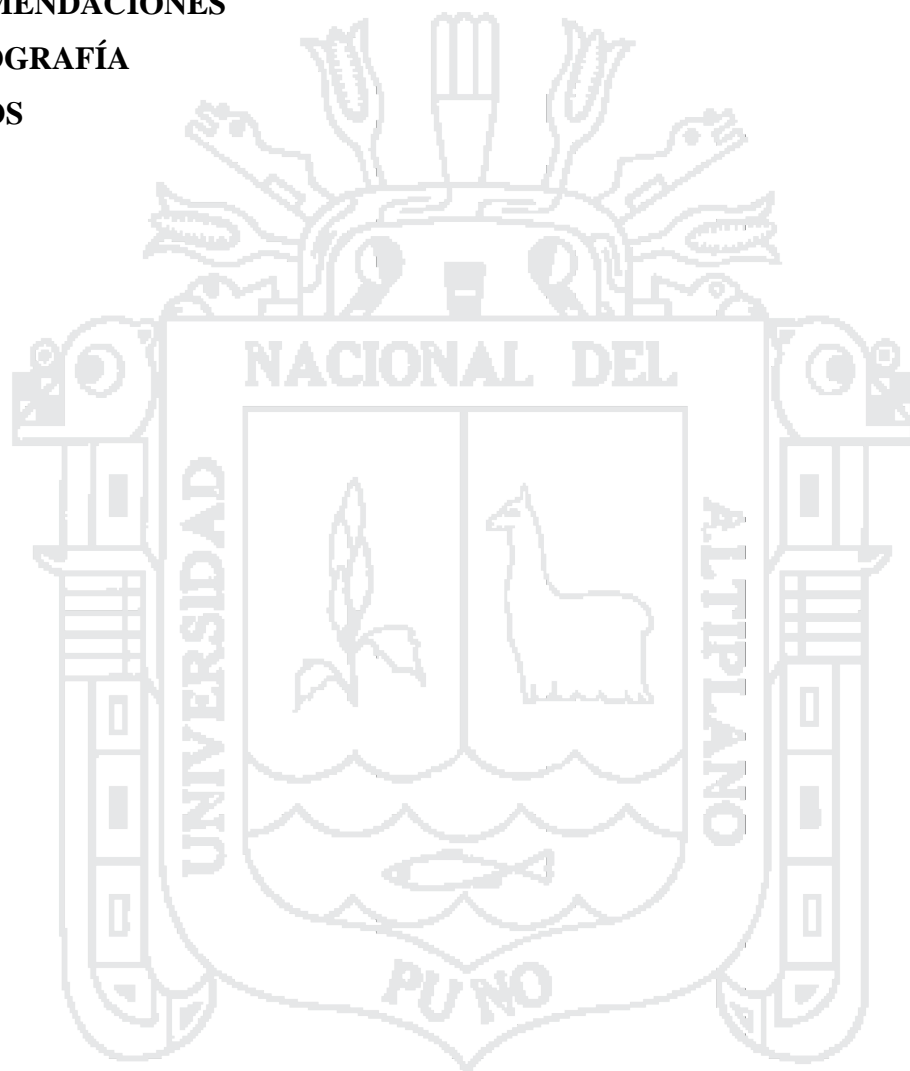 MENDACIONES
OGRAFÍA
OS
UNIVERSIDAD
NACIONAL DEL
ALTIPLANO
PUNO